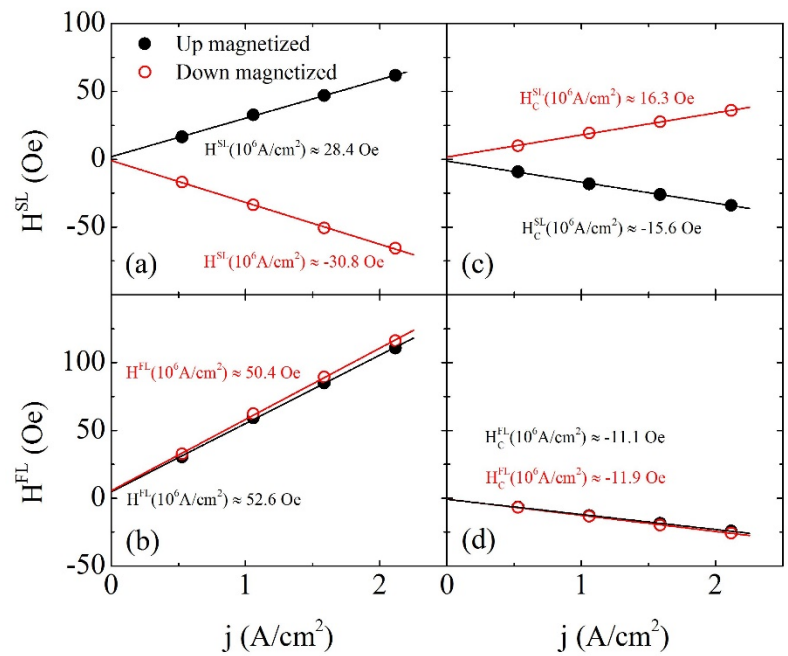 100
Up magnetized
Down magnetized
50
H^SL(10^6A/cm^2) ≈ 28.4 Oe
0
H^SL (Oe)
-50
H^SL(10^6A/cm^2) ≈ -30.8 Oe
(a)
H_C^SL(10^6A/cm^2) ≈ 16.3 Oe
H_C^SL(10^6A/cm^2) ≈ -15.6 Oe
(c)
100
H^FL(10^6A/cm^2) ≈ 50.4 Oe
50
H^FL (Oe)
H^FL(10^6A/cm^2) ≈ 52.6 Oe
0
(b)
-50
H_C^FL(10^6A/cm^2) ≈ -11.1 Oe
H_C^FL(10^6A/cm^2) ≈ -11.9 Oe
(d)
0 1 2
0 1 2
j (A/cm^2)
j (A/cm^2)